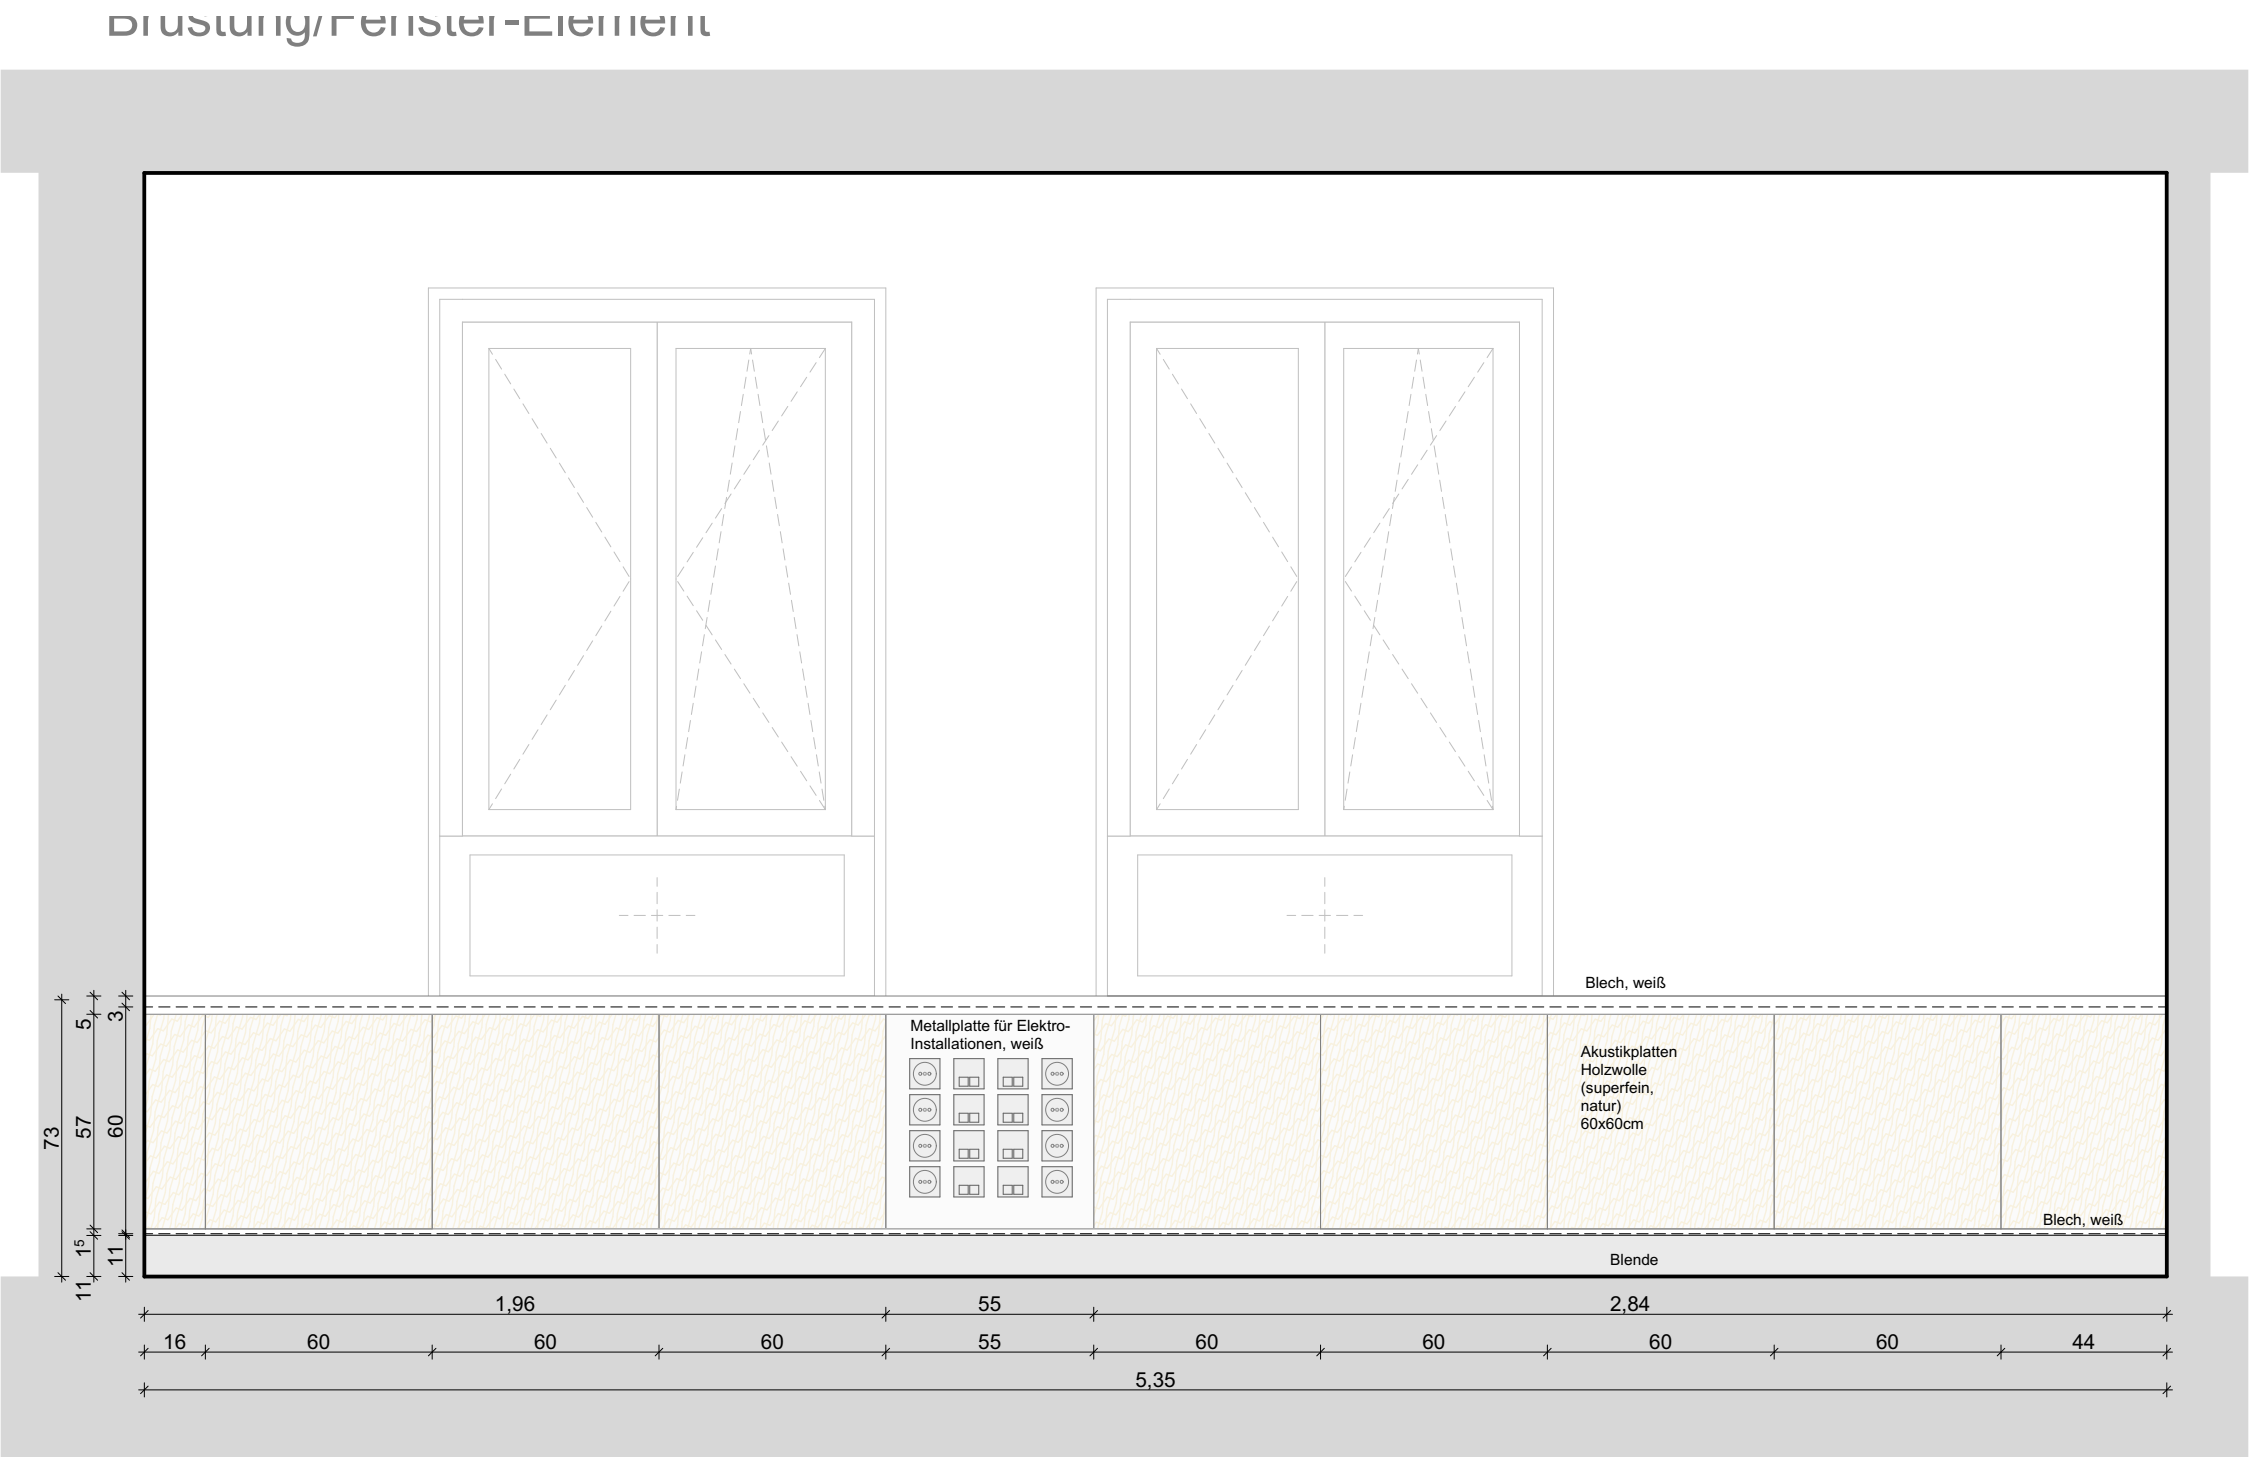 Brüstung/Fenster-Element
Blech, weiß
Metallplatte für Elektro-
Installationen, weiß
Akustikplatten
Holzwolle
(superfein,
natur)
60x60cm
Blech, weiß
Blende
73
5
57
1⁵
11
3
60
11
1,96 55 2,84
16 60 60 60 55 60 60 60 60 44
5,35